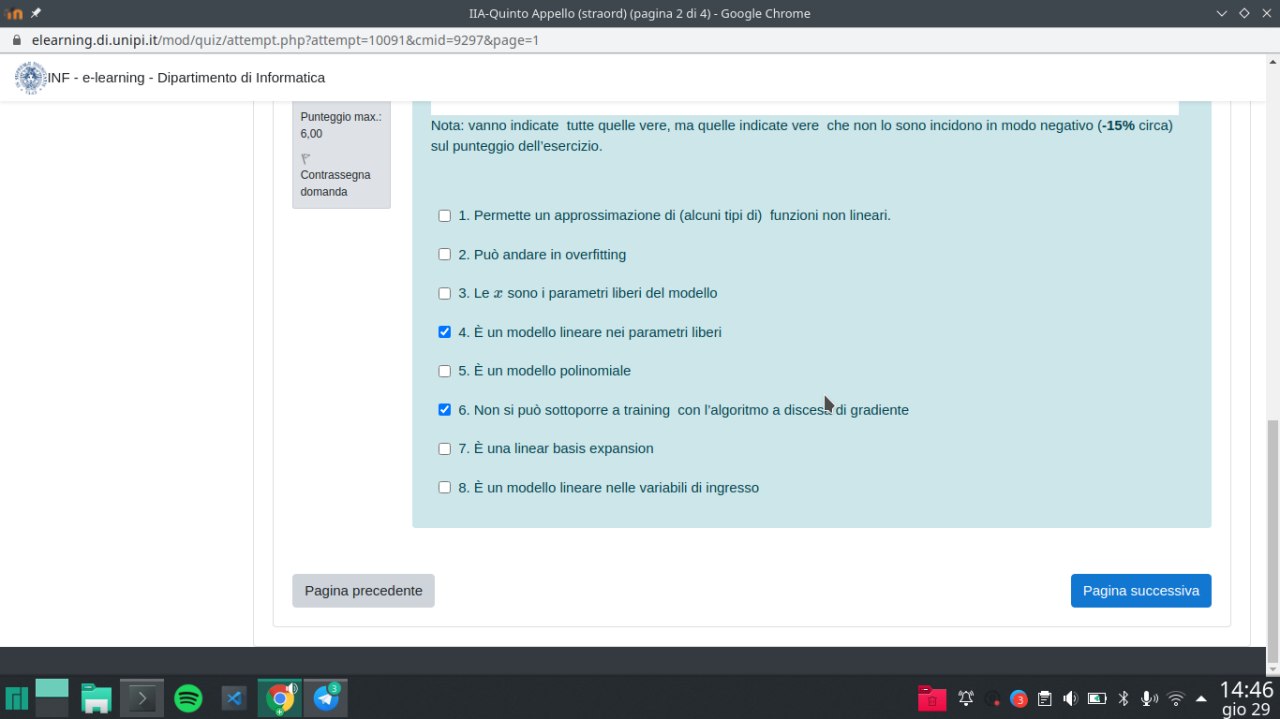 IIA-Quinto Appello (straord) (pagina 2 di 4) - Google Chrome
elearning.di.unipi.it/mod/quiz/attempt.php?attempt=10091&cmid=9297&page=1
INF - e-learning - Dipartimento di Informatica
Punteggio max.:
6,00
Contrassegna
domanda
Nota: vanno indicate tutte quelle vere, ma quelle indicate vere che non lo sono incidono in modo negativo (-15% circa)
sul punteggio dell'esercizio.
1. Permette un approssimazione di (alcuni tipi di) funzioni non lineari.
2. Può andare in overfitting
3. Le x sono i parametri liberi del modello
4. È un modello lineare nei parametri liberi
5. È un modello polinomiale
6. Non si può sottoporre a training con l'algoritmo a discesa di gradiente
7. È una linear basis expansion
8. È un modello lineare nelle variabili di ingresso
Pagina precedente
Pagina successiva
3
3
14:46
gio 29